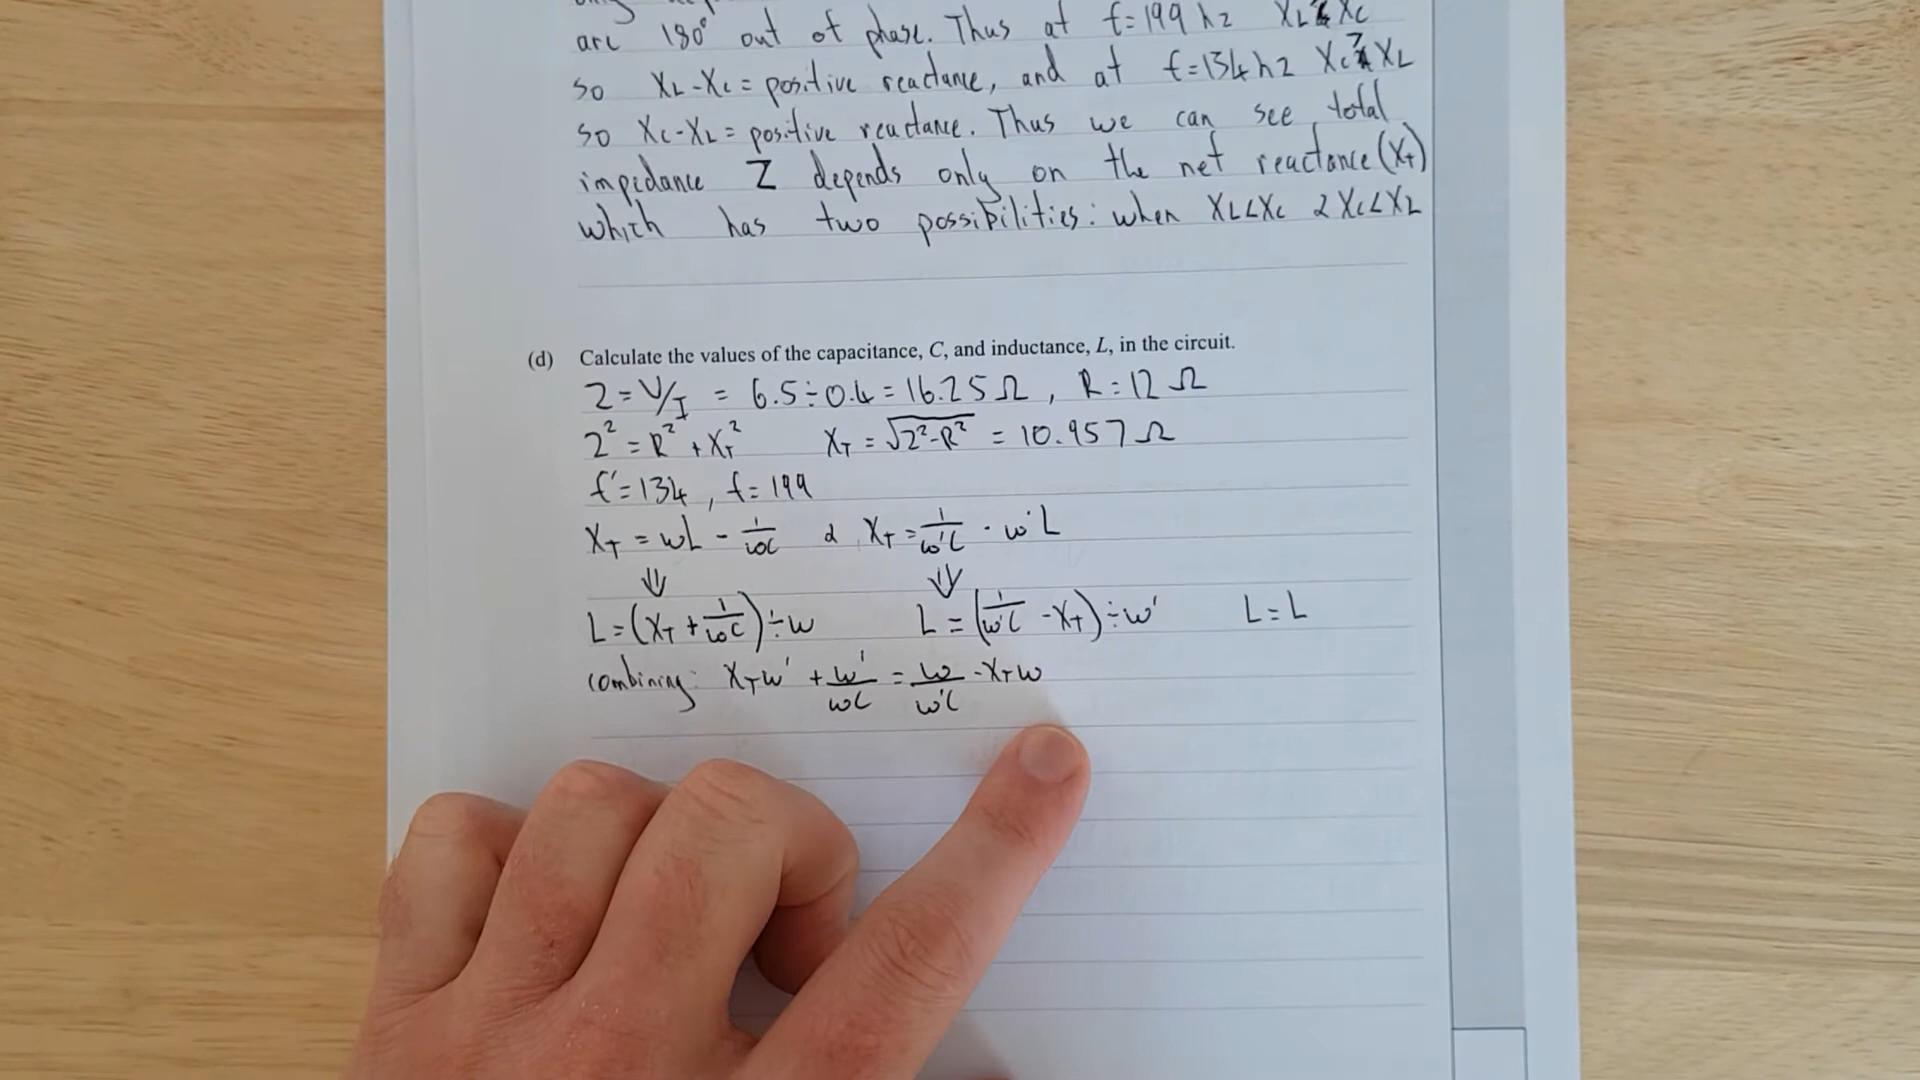 are 180° out of phase. Thus at f=199 hz XL XC
so XL-XC = positive reactance, and at f=134hz XC > XL
so XC-XL = positive reactance. Thus we can see total
impedance Z depends only on the net reactance (XT)
which has two possibilities: when XL<XC & XC<XL
(d) Calculate the values of the capacitance, C, and inductance, L, in the circuit.
Z = V/I = 6.5÷0.4 = 16.25Ω, R = 12 Ω
Z² = R² + XT² XT = √(Z²-R²) = 10.957Ω
f' = 134, f = 199
XT = ωL - 1/ωC & XT = 1/ω'C · ω'L
⇓ ⇓
L = (XT + 1/ωC) ÷ ω L = (1/ω'C - XT) ÷ ω' L = L
combining: XTω' + ω'/ωC = ω/ω'C - XTω